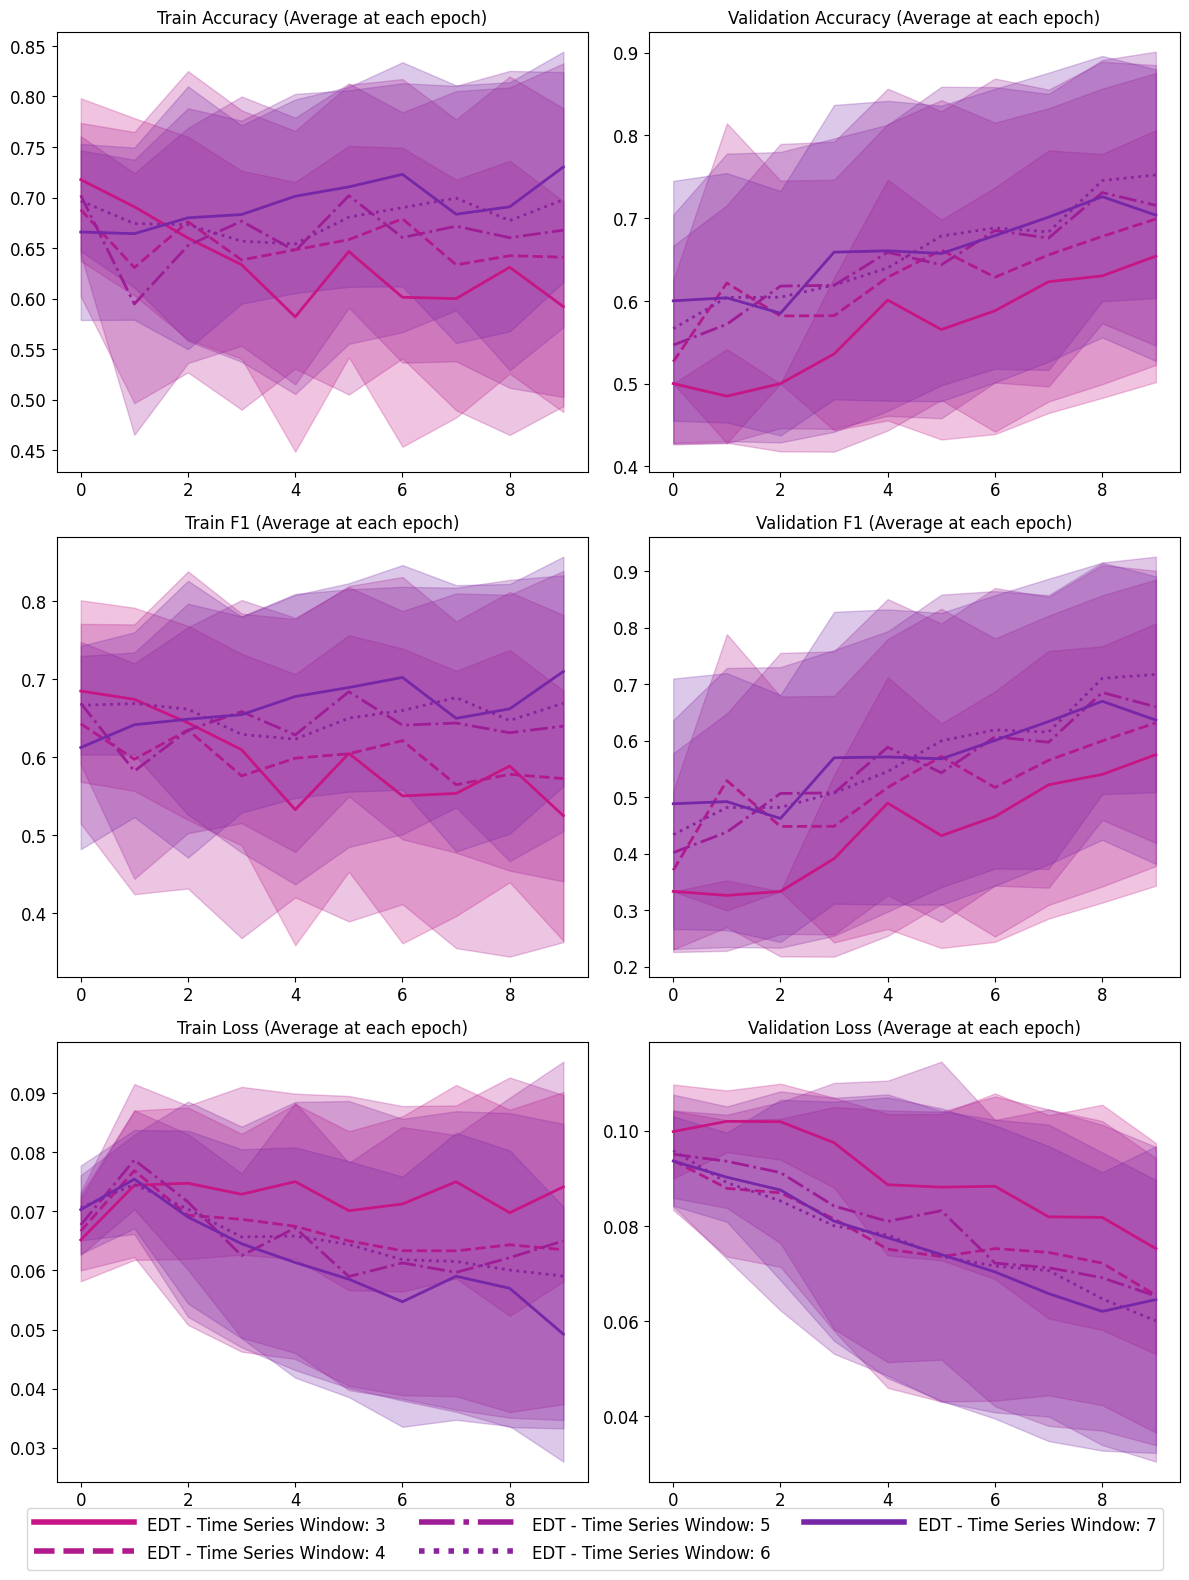 Train Accuracy (Average at each epoch)
0.85
0.80
0.75
0.70
0.65
0.60
0.55
0.50
0.45
0 2 4 6 8
Validation Accuracy (Average at each epoch)
0.9
0.8
0.7
0.6
0.5
0.4
0 2 4 6 8
Train F1 (Average at each epoch)
0.8
0.7
0.6
0.5
0.4
0 2 4 6 8
Validation F1 (Average at each epoch)
0.9
0.8
0.7
0.6
0.5
0.4
0.3
0.2
0 2 4 6 8
Train Loss (Average at each epoch)
0.09
0.08
0.07
0.06
0.05
0.04
0.03
0 2 4 6 8
Validation Loss (Average at each epoch)
0.10
0.08
0.06
0.04
0 2 4 6 8
EDT - Time Series Window: 3
EDT - Time Series Window: 4
EDT - Time Series Window: 5
EDT - Time Series Window: 6
EDT - Time Series Window: 7